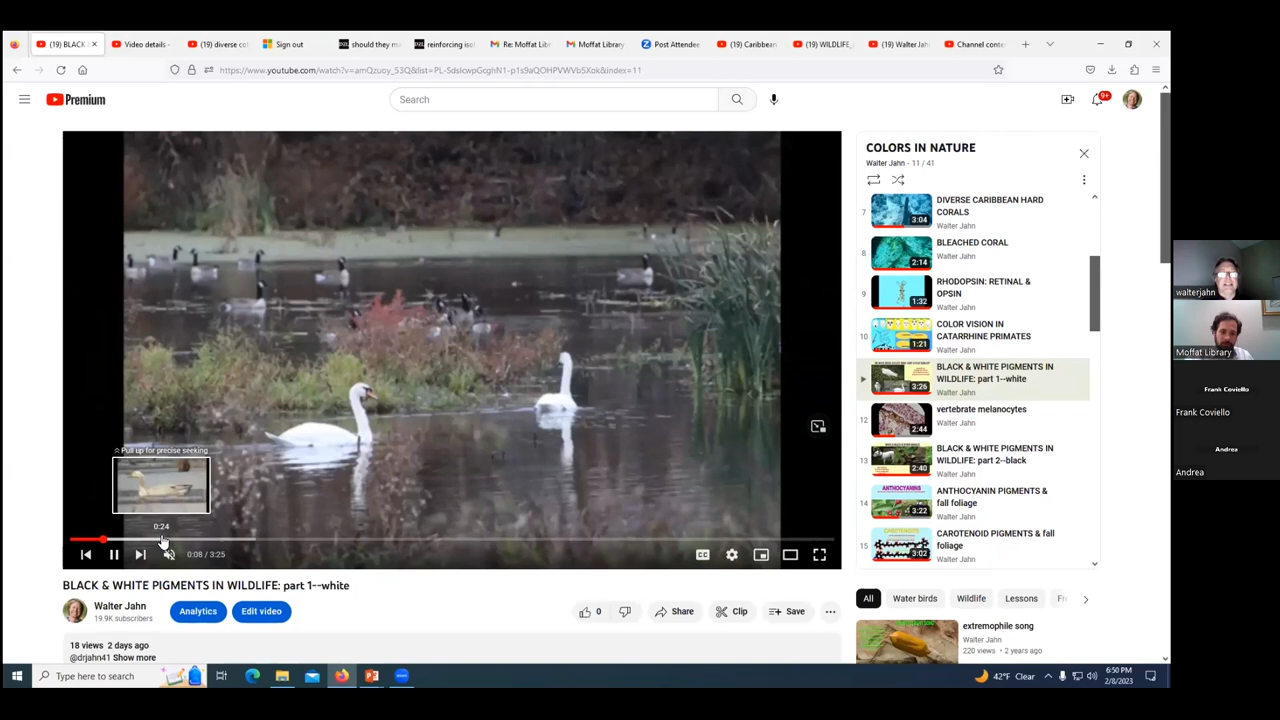 (19) BLACK
Video details -
(19) diverse co
Sign out
should they m
reinforcing iso
Re: Moffat Libr
Moffat Library
Post Attendee
(19) Caribbean
(19) WILDLIFE_
(19) Walter Jah
Channel conte
https://www.youtube.com/watch?v=amQzuoy_53Q&list=PL-SdslcwpGcghN1-p1s9aQOHPVWVb5Xok&index=11
Premium
Search
9+
COLORS IN NATURE
Walter Jahn - 11 / 41
7
3:04
DIVERSE CARIBBEAN HARD
CORALS
Walter Jahn
8
2:14
BLEACHED CORAL
Walter Jahn
9
1:32
RHODOPSIN: RETINAL &
OPSIN
Walter Jahn
10
1:21
COLOR VISION IN
CATARRHINE PRIMATES
Walter Jahn
3:26
BLACK & WHITE PIGMENTS IN
WILDLIFE: part 1--white
Walter Jahn
12
2:44
vertebrate melanocytes
Walter Jahn
13
2:40
BLACK & WHITE PIGMENTS IN
WILDLIFE: part 2--black
Walter Jahn
14
3:22
ANTHOCYANIN PIGMENTS &
fall foliage
Walter Jahn
15
3:02
CAROTENOID PIGMENTS & fall
foliage
Walter Jahn
Pull up for precise seeking
0:24
0:08 / 3:25
CC
BLACK & WHITE PIGMENTS IN WILDLIFE: part 1--white
Walter Jahn
19.9K subscribers
Analytics
Edit video
0
Share
Clip
Save
18 views 2 days ago
@drjahn41 Show more
All
Water birds
Wildlife
Lessons
Fr
extremophile song
Walter Jahn
220 views • 2 years ago
walterjahn
Moffat Library
Frank Coviello
Frank Coviello
Andrea
Andrea
Type here to search
42°F Clear
6:50 PM
2/8/2023